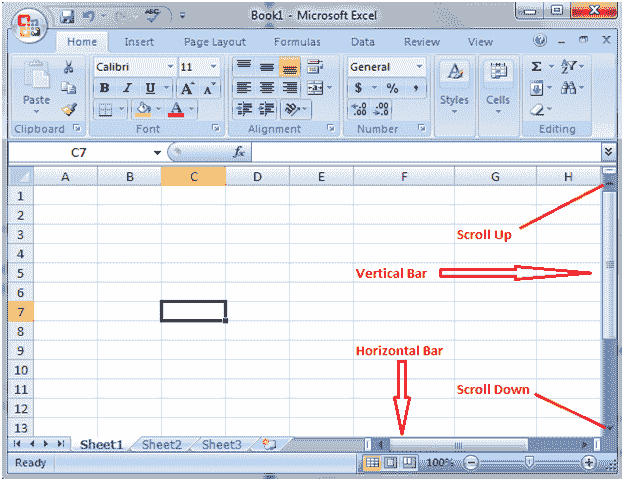 Book1 - Microsoft Excel
Home Insert Page Layout Formulas Data Review View
Calibri 11 General
Paste B I U A A $ % , Styles Cells Σ
A
Clipboard Font Alignment Number Editing
C7 fx
A B C D E F G H
1
2
3 Scroll Up
4
5 Vertical Bar
6
7
8
9 Horizontal Bar
10
11 Scroll Down
12
13
Sheet1 Sheet2 Sheet3
Ready 100%